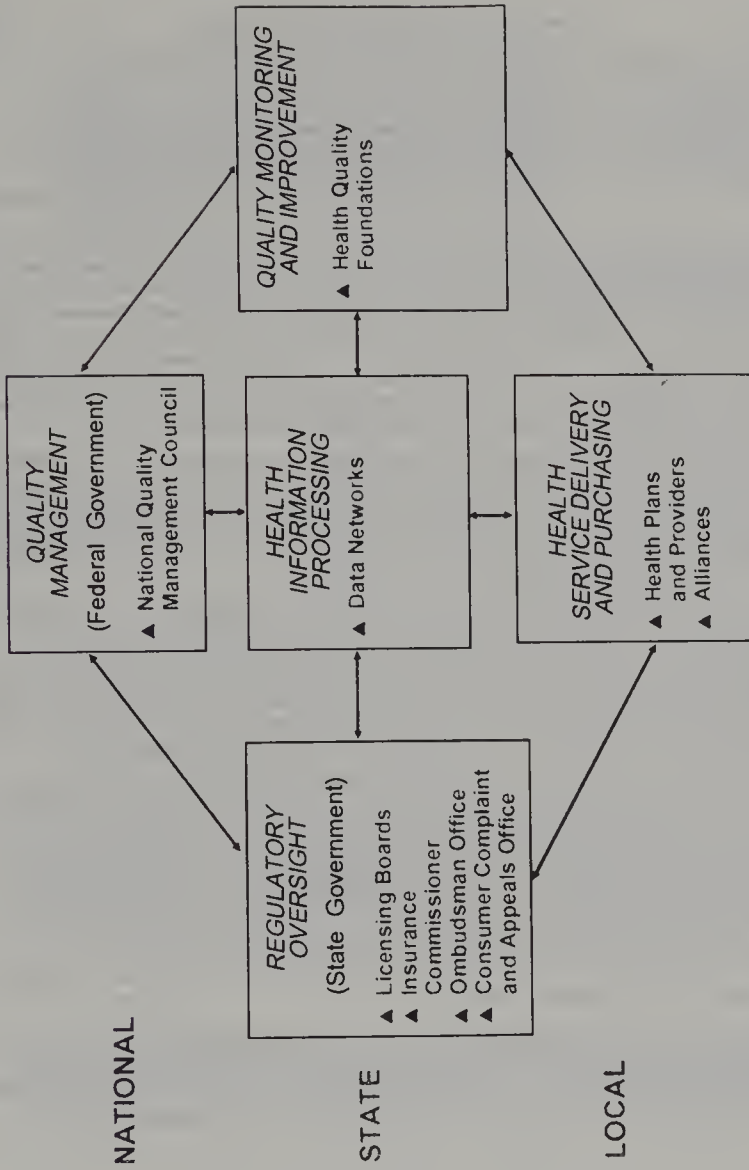 NATIONAL
QUALITY
MANAGEMENT
(Federal Government)
▲ National Quality
Management Council
STATE
REGULATORY
OVERSIGHT
(State Government)
▲ Licensing Boards
▲ Insurance
Commissioner
▲ Ombudsman Office
▲ Consumer Complaint
and Appeals Office
HEALTH
INFORMATION
PROCESSING
▲ Data Networks
QUALITY MONITORING
AND IMPROVEMENT
▲ Health Quality
Foundations
LOCAL
HEALTH
SERVICE DELIVERY
AND PURCHASING
▲ Health Plans
and Providers
▲ Alliances